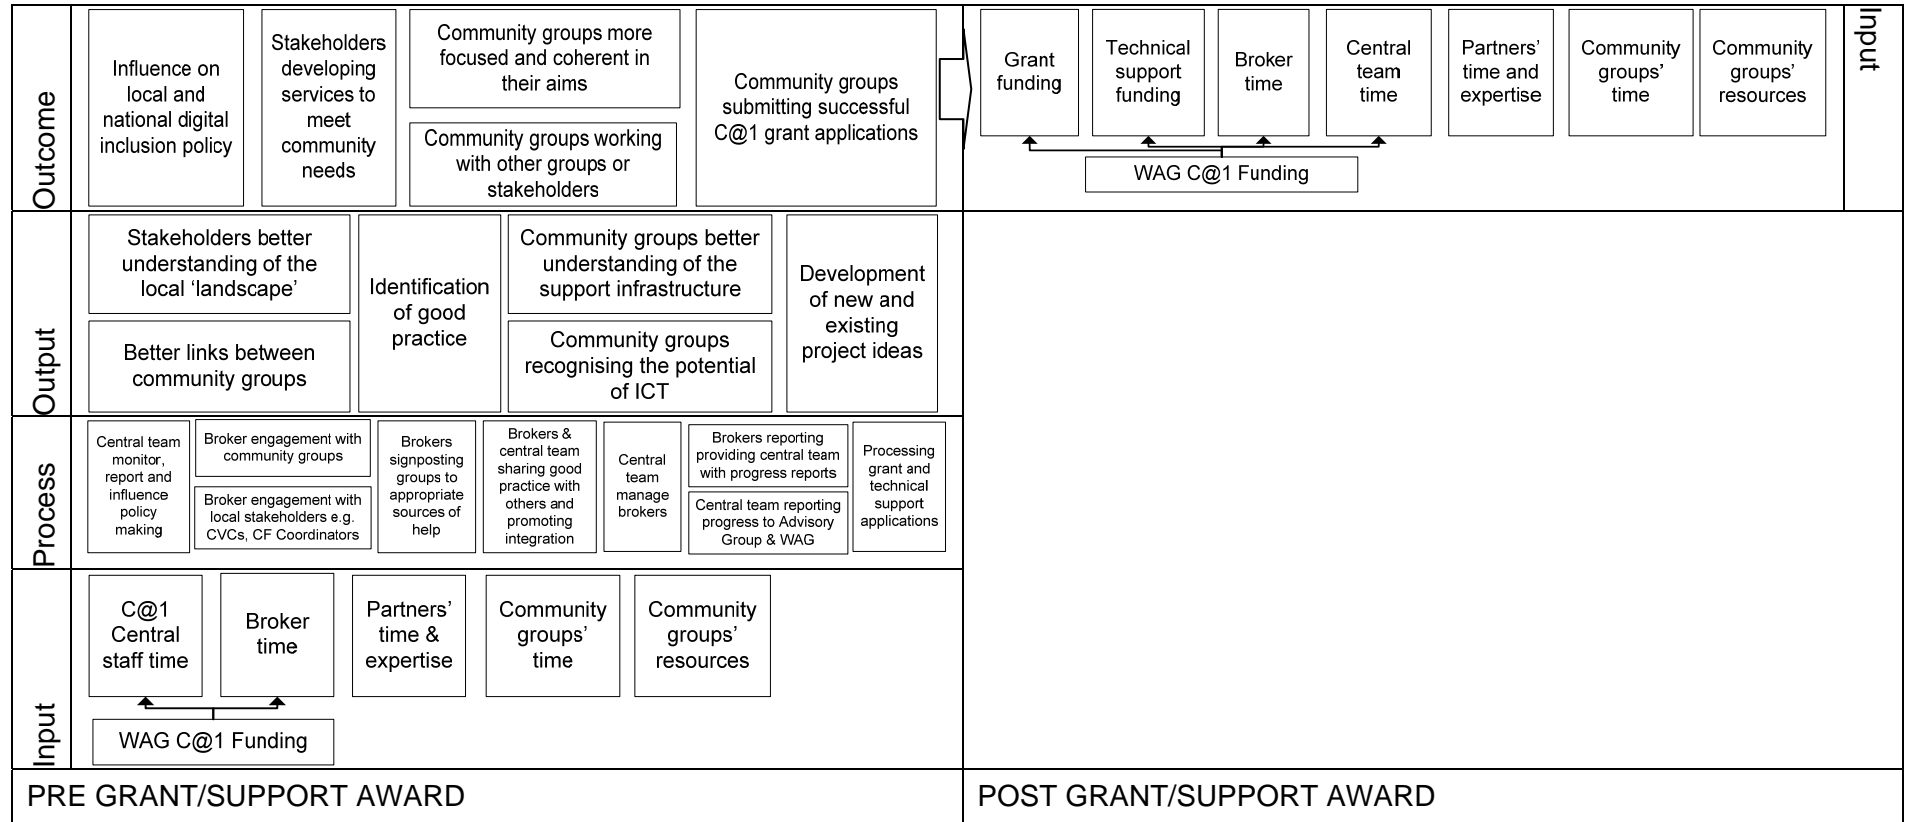 Outcome
Influence on
local and
national digital
inclusion policy
Stakeholders
developing
services to
meet
community
needs
Community groups more
focused and coherent in
their aims
Community groups working
with other groups or
stakeholders
Community groups
submitting successful
C@1 grant applications
Grant
funding
Technical
support
funding
Broker
time
Central
team
time
Partners’
time and
expertise
Community
groups’
time
Community
groups’
resources
WAG C@1 Funding
Input
Output
Stakeholders better
understanding of the
local ‘landscape’
Better links between
community groups
Identification
of good
practice
Community groups better
understanding of the
support infrastructure
Community groups
recognising the potential
of ICT
Development
of new and
existing
project ideas
Process
Central team
monitor,
report and
influence
policy
making
Broker engagement with
community groups
Broker engagement with
local stakeholders e.g.
CVCs, CF Coordinators
Brokers
signposting
groups to
appropriate
sources of
help
Brokers &
central team
sharing good
practice with
others and
promoting
integration
Central
team
manage
brokers
Brokers reporting
providing central team
with progress reports
Central team reporting
progress to Advisory
Group & WAG
Processing
grant and
technical
support
applications
Input
C@1
Central
staff time
Broker
time
Partners’
time &
expertise
Community
groups’
time
Community
groups’
resources
WAG C@1 Funding
PRE GRANT/SUPPORT AWARD
POST GRANT/SUPPORT AWARD